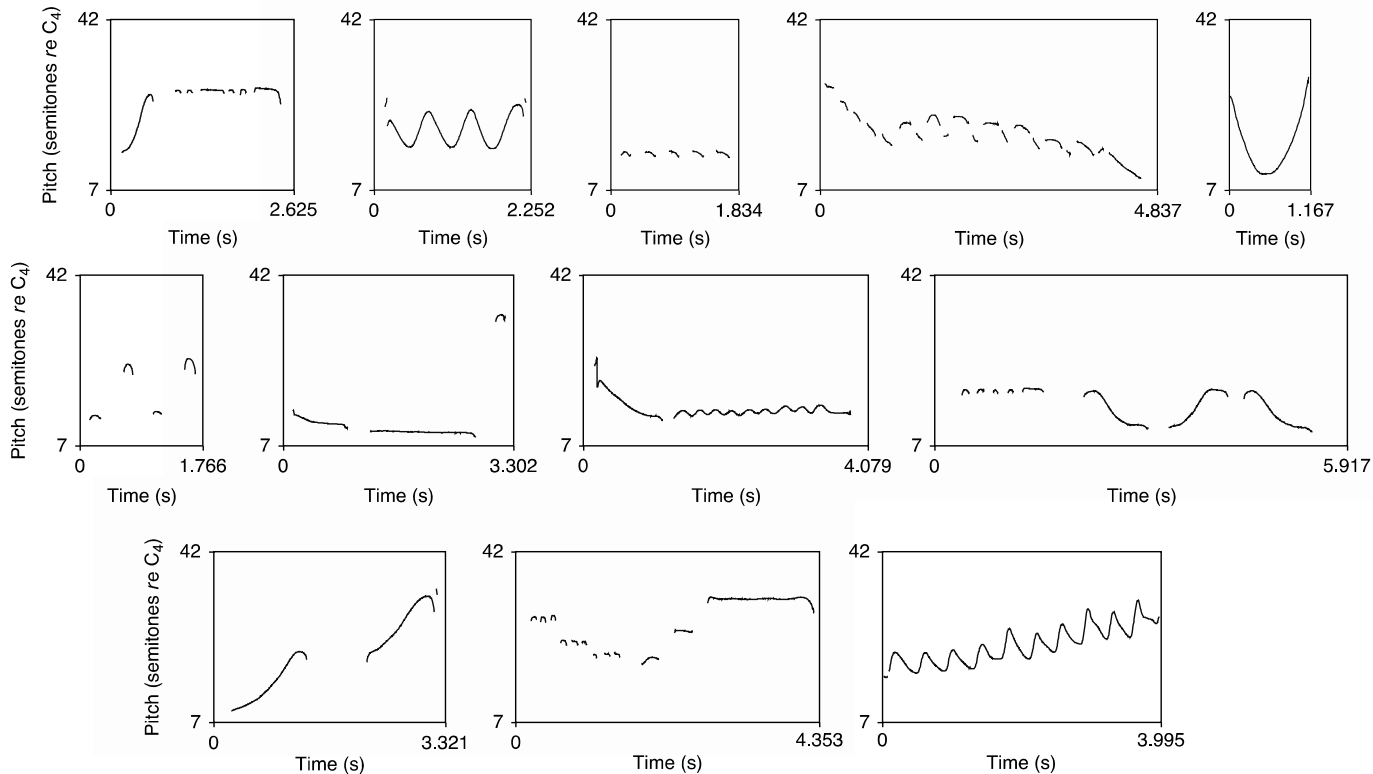 Pitch (semitones re C4)
42 42 42 42 42
7 7 7 7 7
0 2.625 0 2.252 0 1.834 0 4.837 0 1.167
Time (s) Time (s) Time (s) Time (s) Time (s)
Pitch (semitones re C4)
42 42 42 42
7 7 7 7
0 1.766 0 3.302 0 4.079 0 5.917
Time (s) Time (s) Time (s) Time (s)
Pitch (semitones re C4)
42 42 42
7 7 7
0 3.321 0 4.353 0 3.995
Time (s) Time (s) Time (s)